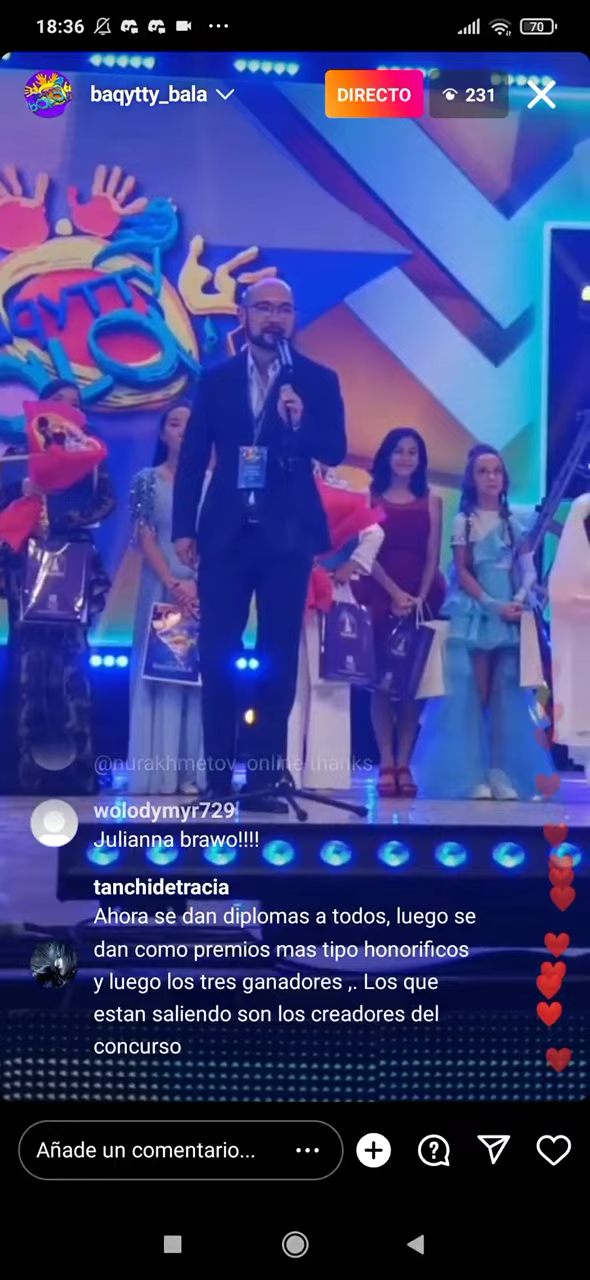 18:36
70
baqytty_bala
DIRECTO
231
@nurakhmetov_online thanks
wolodymyr729
Julianna brawo!!!!
tanchidetracia
Ahora se dan diplomas a todos, luego se
dan como premios mas tipo honorificos
y luego los tres ganadores ,. Los que
estan saliendo son los creadores del
concurso
Añade un comentario...